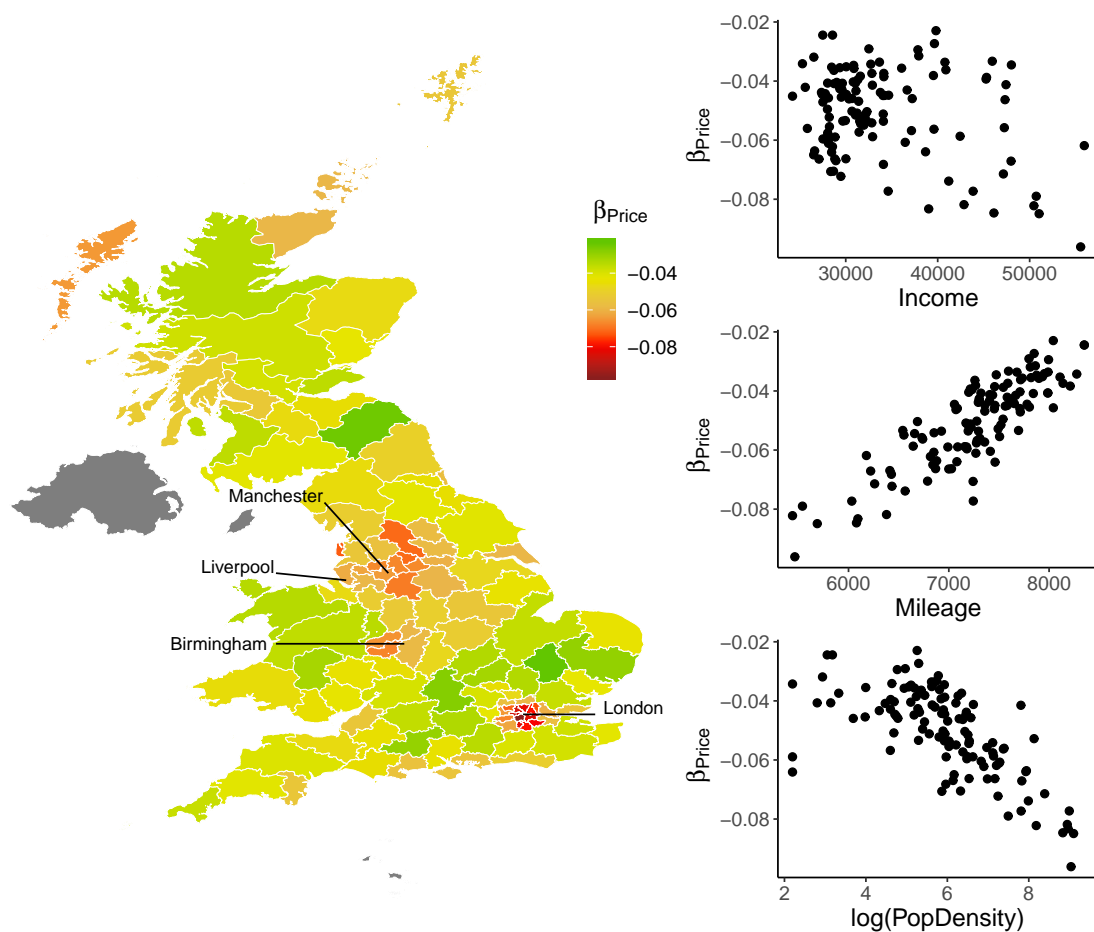 βPrice
−0.04
−0.06
−0.08
Manchester
Liverpool
Birmingham
London
−0.02
−0.04
−0.06
−0.08
βPrice
30000 40000 50000
Income
−0.02
−0.04
−0.06
−0.08
βPrice
6000 7000 8000
Mileage
−0.02
−0.04
−0.06
−0.08
βPrice
2 4 6 8
log(PopDensity)